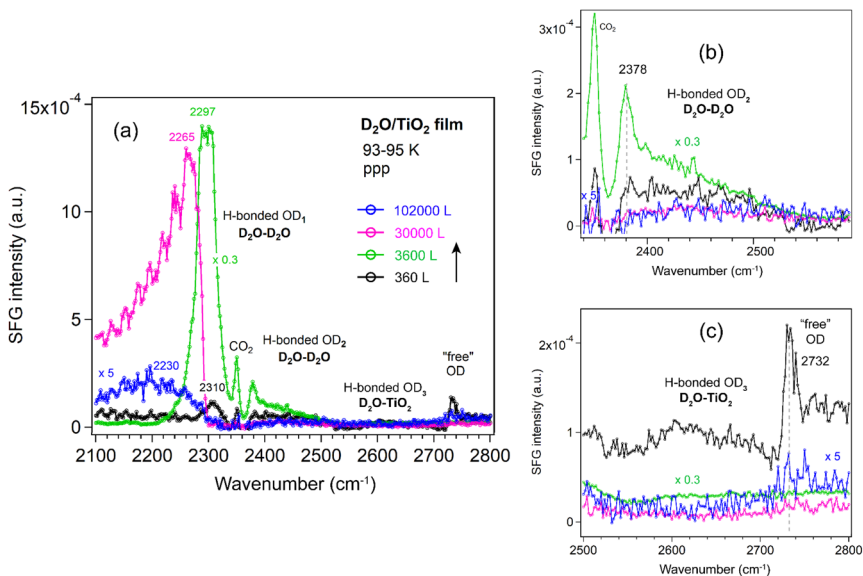 (a)
SFG intensity (a.u.)
15x10⁻⁴
10
5
0
2265
2297
D₂O/TiO₂ film
93-95 K
ppp
102000 L
30000 L
3600 L
360 L
H-bonded OD₁
D₂O-D₂O
x 0.3
CO₂
H-bonded OD₂
D₂O-D₂O
"free"
OD
x 5
2230
2310
H-bonded OD₃
D₂O-TiO₂
2100 2200 2300 2400 2500 2600 2700 2800
Wavenumber (cm⁻¹)
(b)
SFG intensity (a.u.)
3x10⁻⁴
2
1
0
CO₂
2378
H-bonded OD₂
D₂O-D₂O
x 0.3
x 5
2400 2500
Wavenumber (cm⁻¹)
(c)
SFG intensity (a.u.)
2x10⁻⁴
1
0
"free"
OD
2732
H-bonded OD₃
D₂O-TiO₂
x 5
x 0.3
2500 2600 2700 2800
Wavenumber (cm⁻¹)